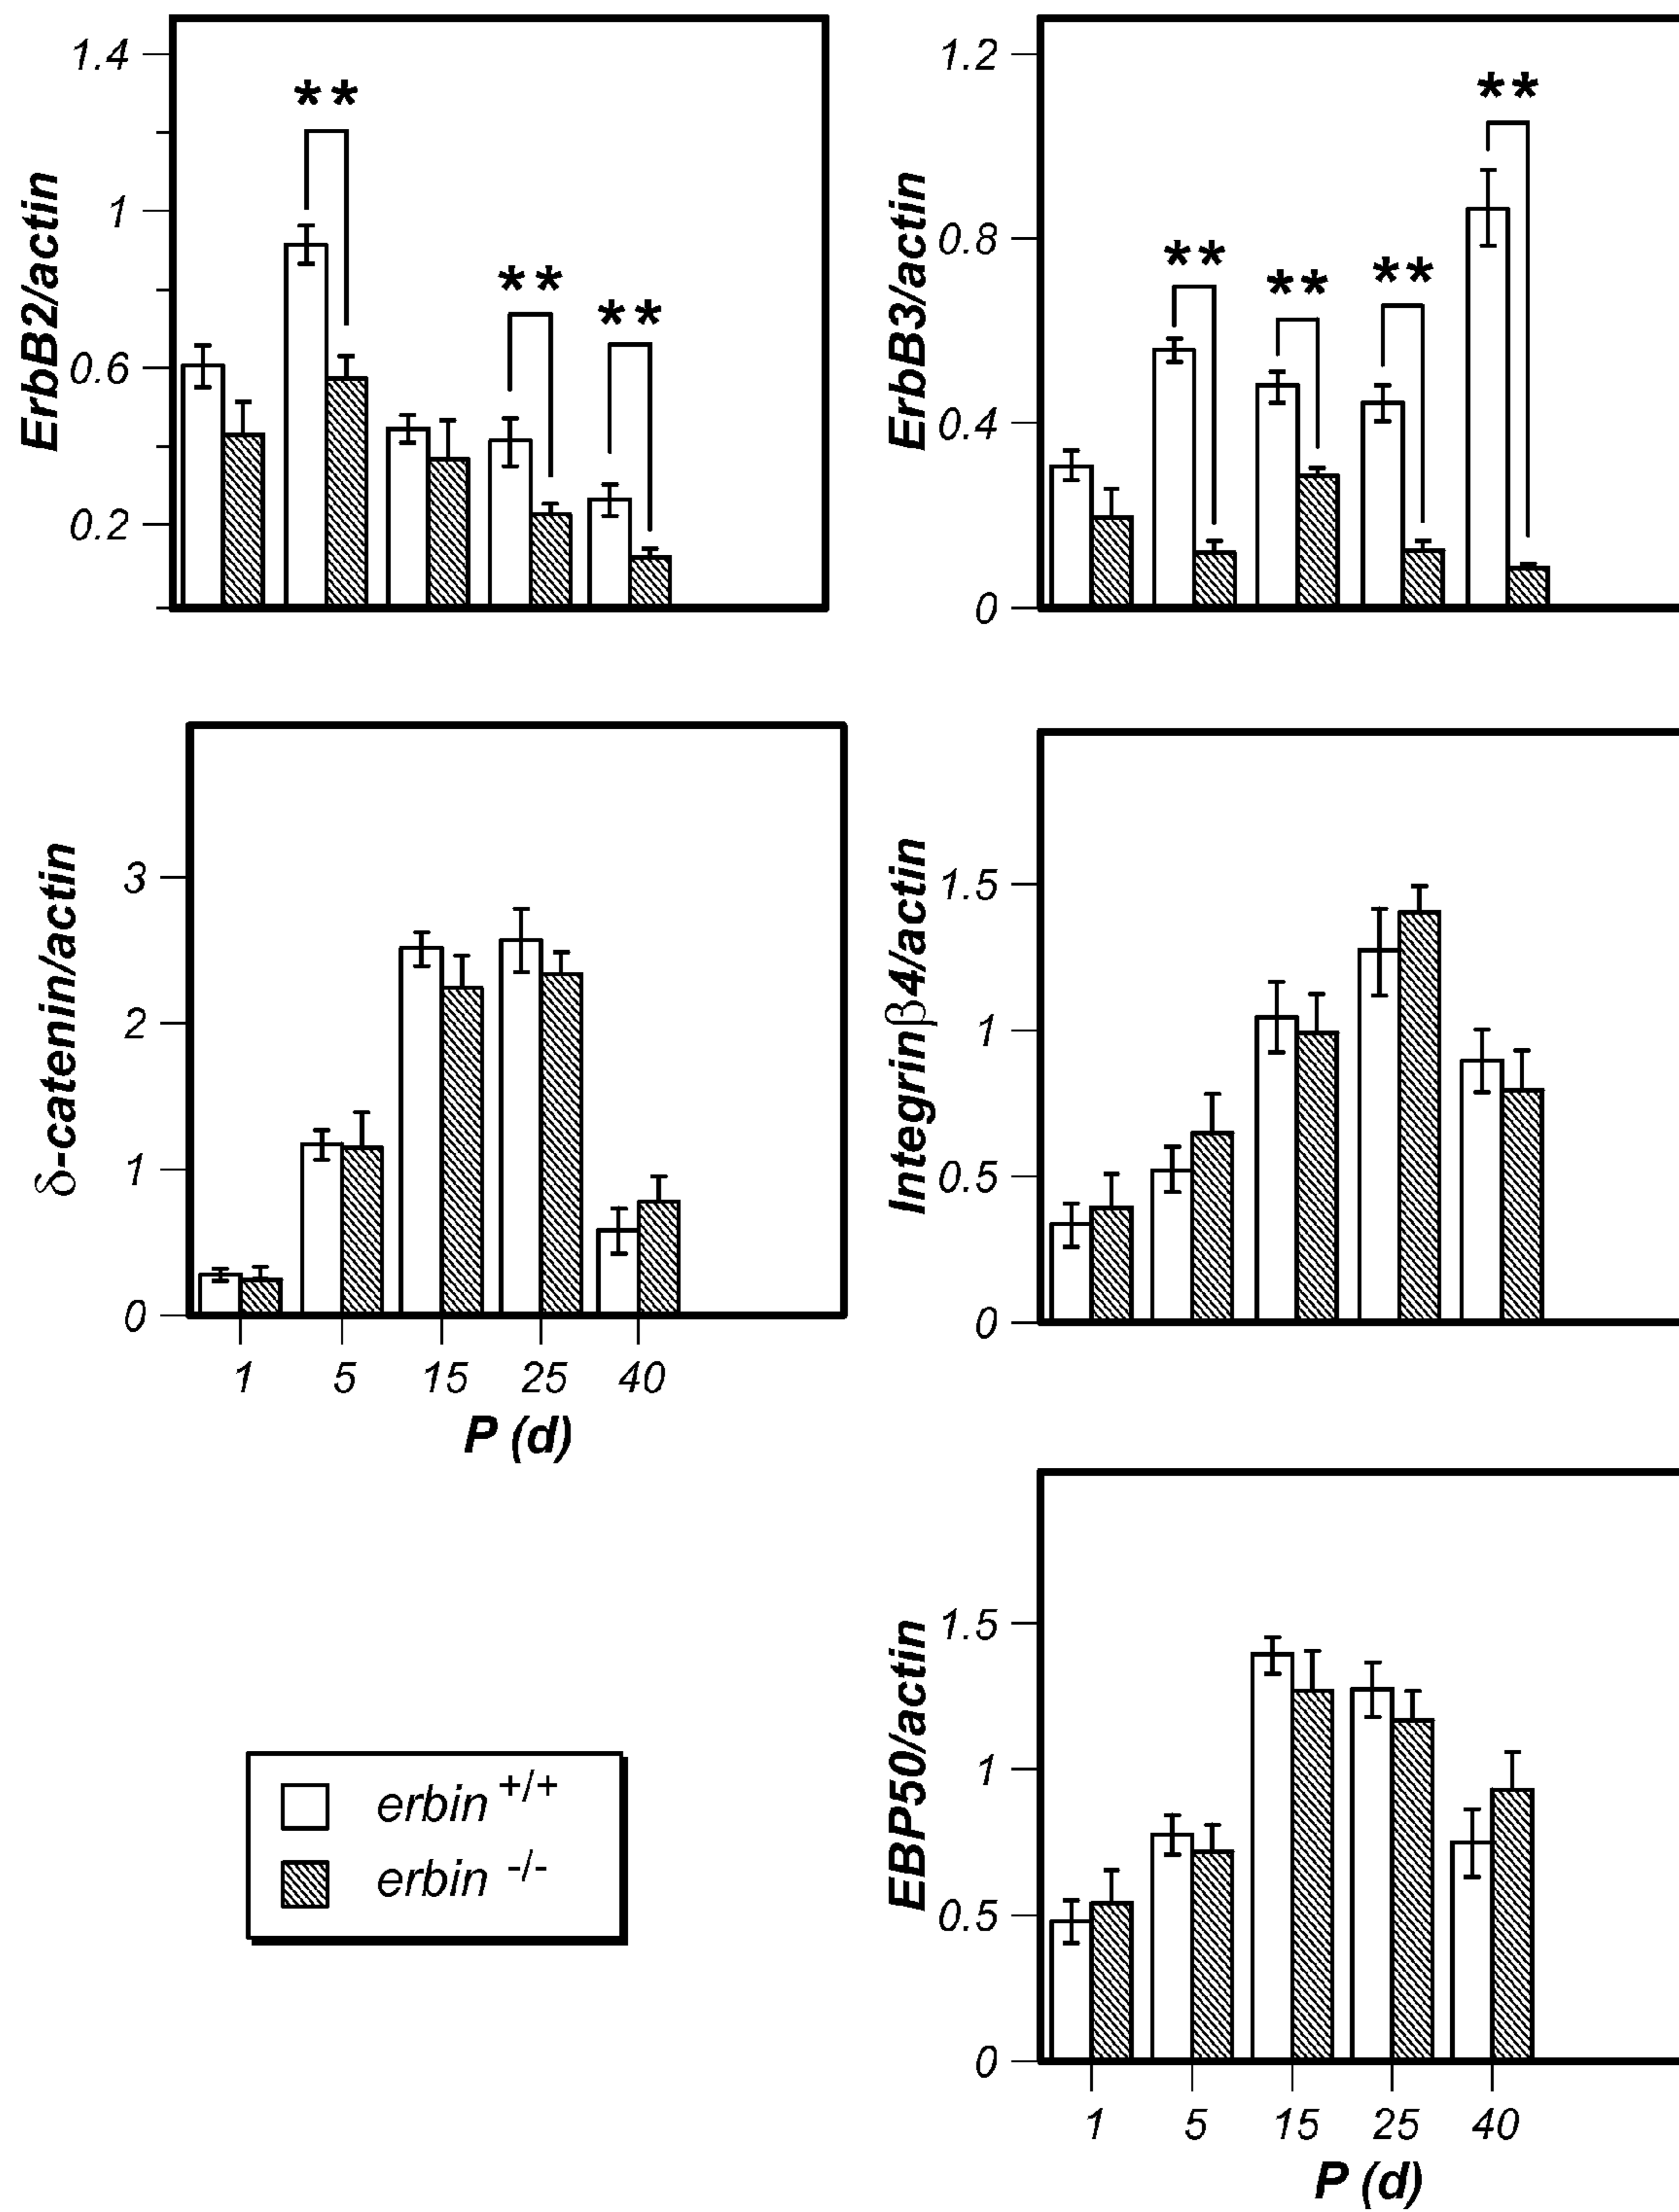 ErbB2/actin
1.4
1
0.6
0.2
**
**
**
ErbB3/actin
1.2
0.8
0.4
0
**
**
**
**
δ-catenin/actin
3
2
1
0
1 5 15 25 40
P (d)
Integrinβ4/actin
1.5
1
0.5
0
EBP50/actin
1.5
1
0.5
0
1 5 15 25 40
P (d)
erbin +/+
erbin -/-